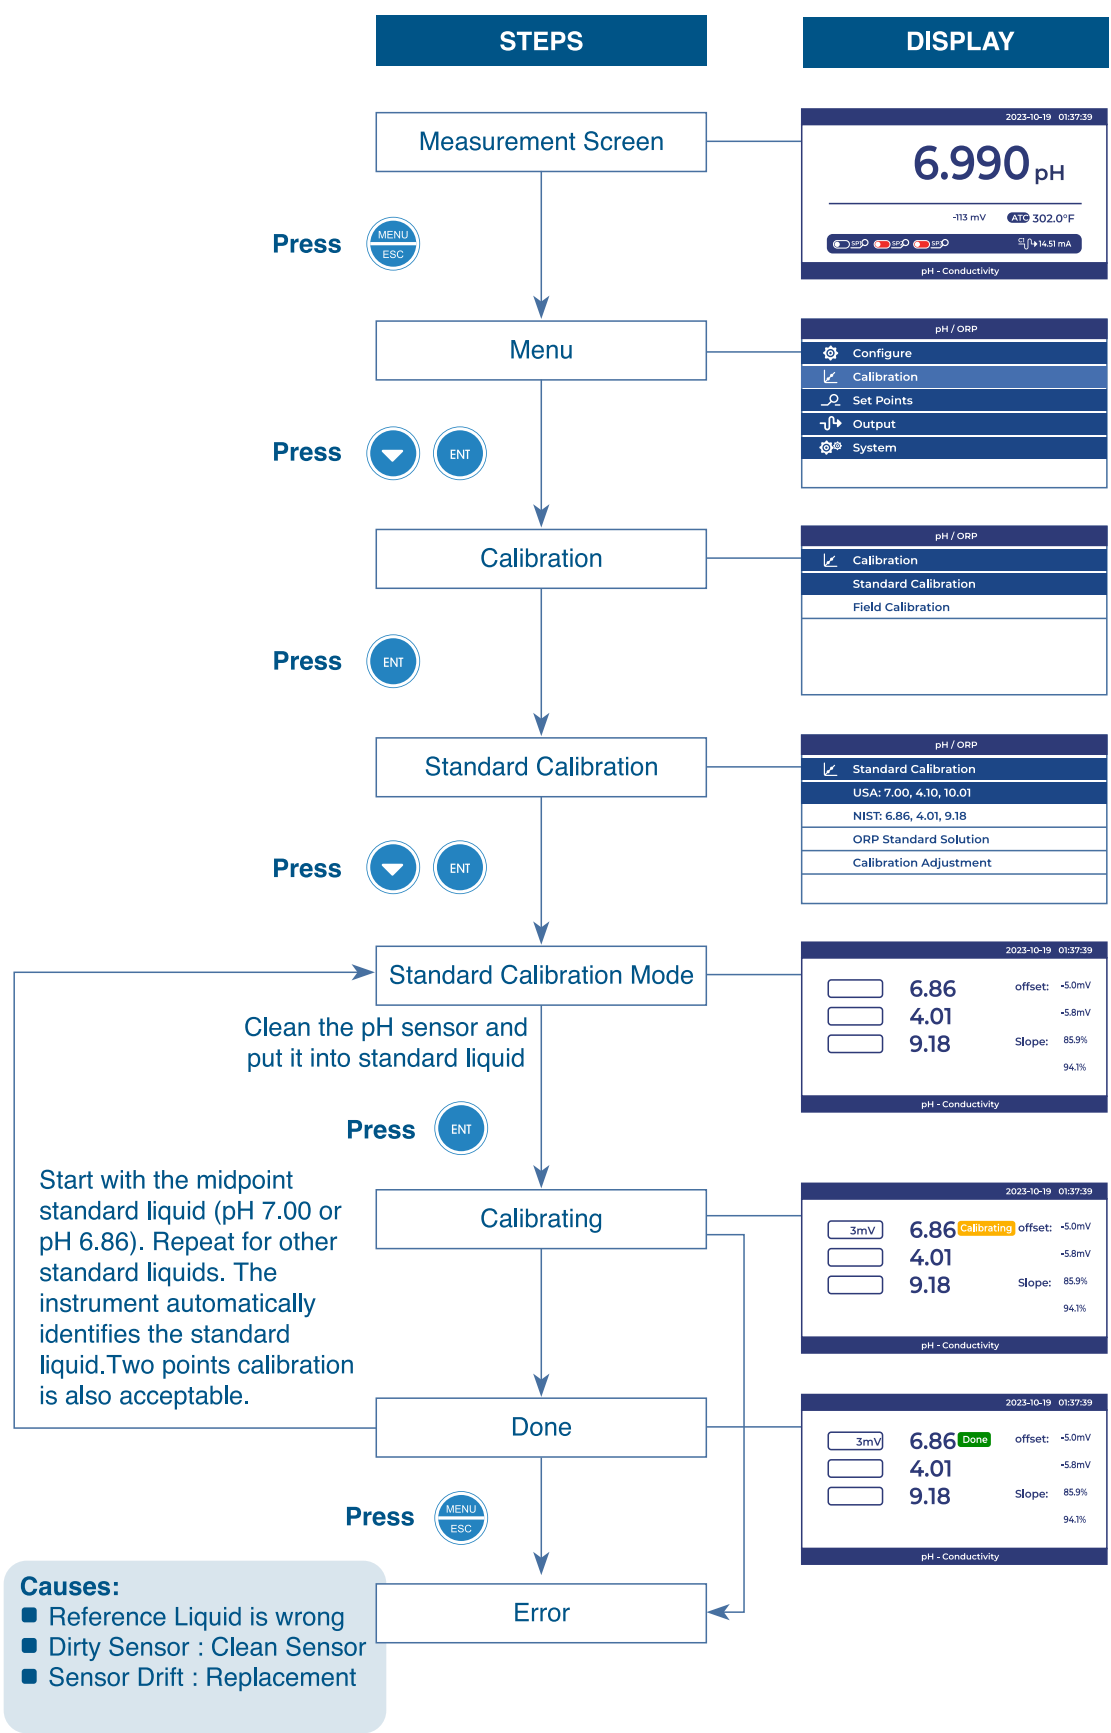 STEPS
DISPLAY
Measurement Screen
2023-10-19 01:37:39
6.990 pH
-113 mV ATC 302.0°F
SP1 SP2 SP3 14.51 mA
pH - Conductivity
Press MENU
ESC
Menu
pH / ORP
Configure
Calibration
Set Points
Output
System
Press ENT
Calibration
pH / ORP
Calibration
Standard Calibration
Field Calibration
Press ENT
Standard Calibration
pH / ORP
Standard Calibration
USA: 7.00, 4.10, 10.01
NIST: 6.86, 4.01, 9.18
ORP Standard Solution
Calibration Adjustment
Press ENT
Standard Calibration Mode
2023-10-19 01:37:39
6.86 offset: -5.0mV
4.01 -5.8mV
9.18 Slope: 85.9%
94.1%
pH - Conductivity
Clean the pH sensor and
put it into standard liquid
Press ENT
Start with the midpoint
standard liquid (pH 7.00 or
pH 6.86). Repeat for other
standard liquids. The
instrument automatically
identifies the standard
liquid.Two points calibration
is also acceptable.
Calibrating
2023-10-19 01:37:39
3mV 6.86 Calibrating offset: -5.0mV
4.01 -5.8mV
9.18 Slope: 85.9%
94.1%
pH - Conductivity
Done
2023-10-19 01:37:39
3mV 6.86 Done offset: -5.0mV
4.01 -5.8mV
9.18 Slope: 85.9%
94.1%
pH - Conductivity
Press MENU
ESC
Error
Causes:
Reference Liquid is wrong
Dirty Sensor : Clean Sensor
Sensor Drift : Replacement